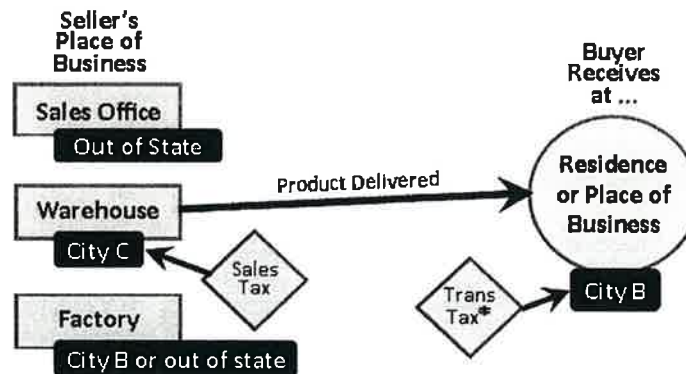 Seller's
Place of
Business
Sales Office
Out of State
Warehouse
City C
Sales
Tax
Factory
City B or out of state
Product Delivered
Buyer
Receives
at ...
Residence
or Place of
Business
City B
Trans
Tax*